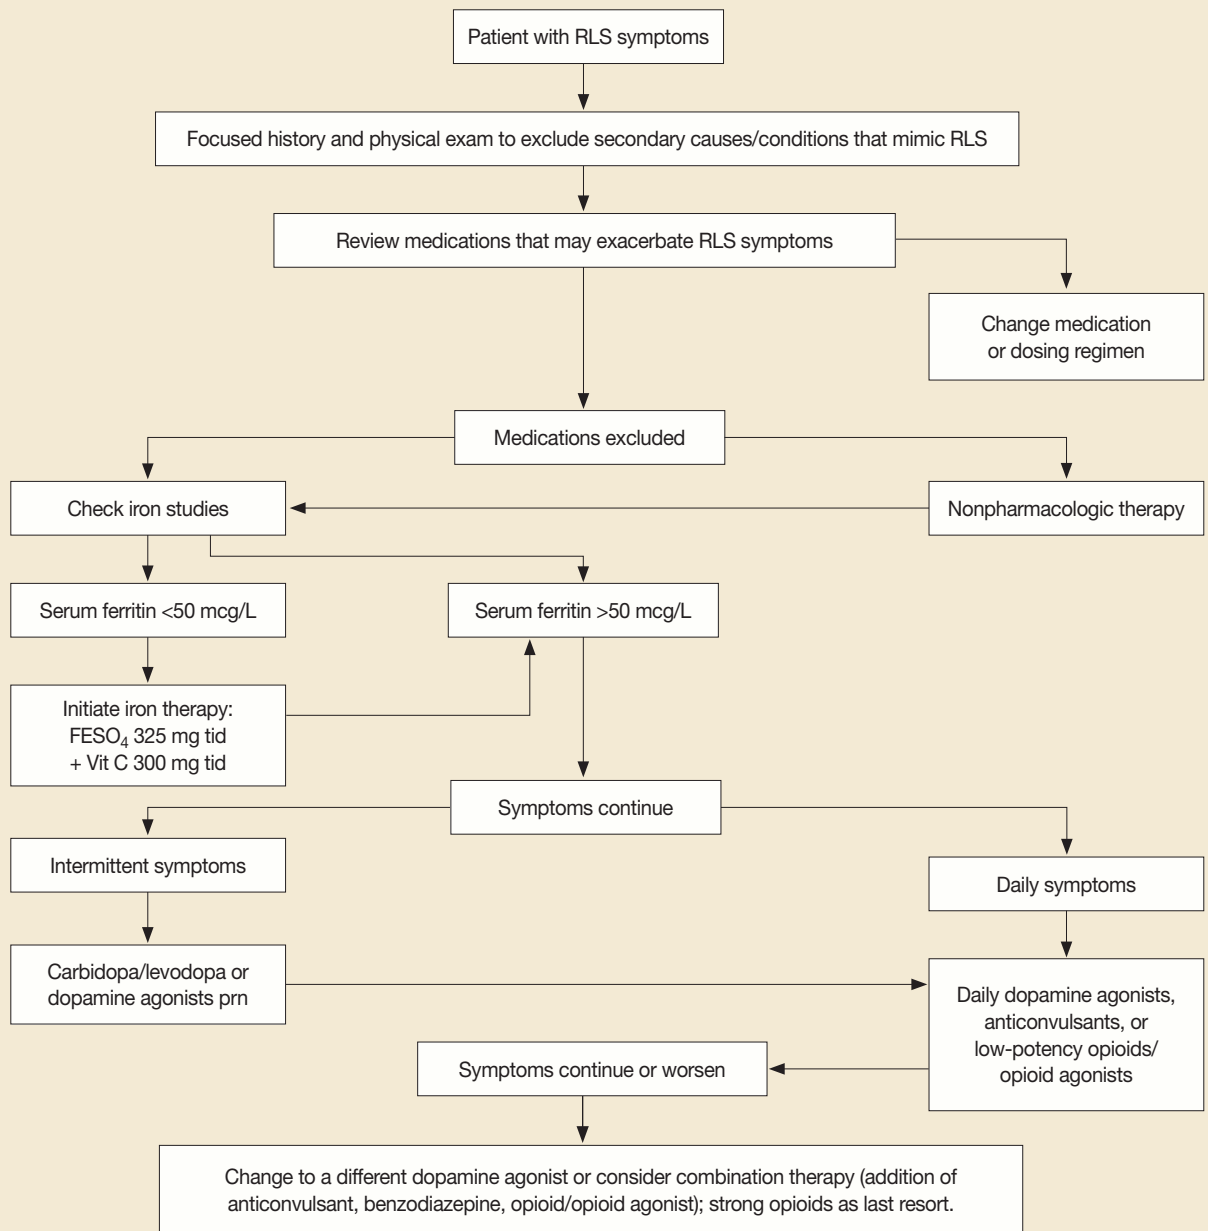 Patient with RLS symptoms
Focused history and physical exam to exclude secondary causes/conditions that mimic RLS
Review medications that may exacerbate RLS symptoms
Change medication
or dosing regimen
Medications excluded
Check iron studies
Nonpharmacologic therapy
Serum ferritin <50 mcg/L
Serum ferritin >50 mcg/L
Initiate iron therapy:
FESO₄ 325 mg tid
+ Vit C 300 mg tid
Symptoms continue
Intermittent symptoms
Daily symptoms
Carbidopa/levodopa or
dopamine agonists prn
Daily dopamine agonists,
anticonvulsants, or
low-potency opioids/
opioid agonists
Symptoms continue or worsen
Change to a different dopamine agonist or consider combination therapy (addition of
anticonvulsant, benzodiazepine, opioid/opioid agonist); strong opioids as last resort.